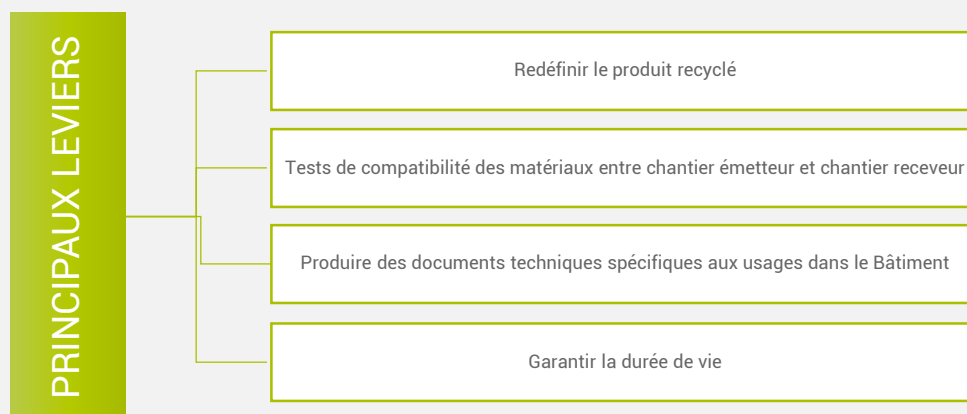 PRINCIPAUX LEVIERS
Redéfinir le produit recyclé
Tests de compatibilité des matériaux entre chantier émetteur et chantier receveur
Produire des documents techniques spécifiques aux usages dans le Bâtiment
Garantir la durée de vie